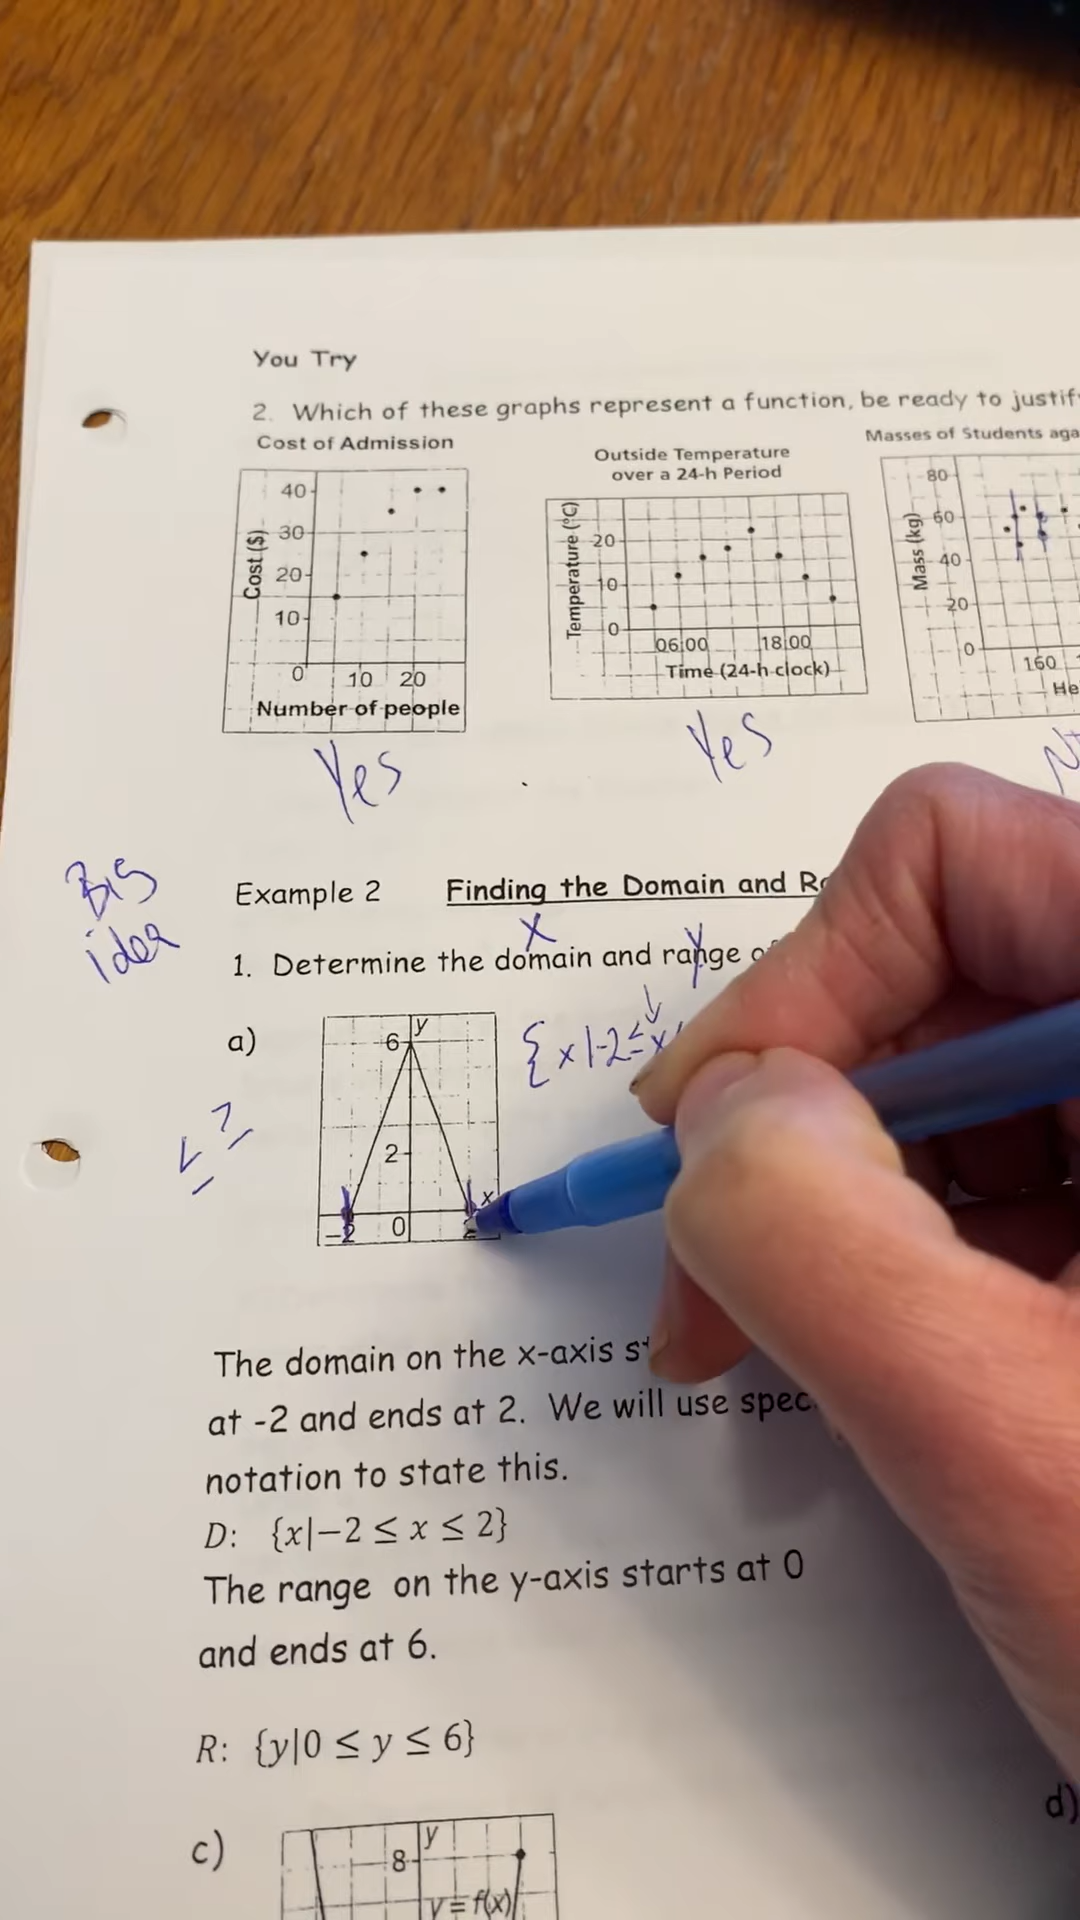 You Try
2. Which of these graphs represent a function, be ready to justif
Cost of Admission
40
30
20
10
0
10 20
Cost ($)
Number of people
Yes
Outside Temperature
over a 24-h Period
20
10
0
06:00 18:00
Temperature (°C)
Time (24-h clock)
Yes
Masses of Students aga
80
60
40
20
0
160
Mass (kg)
He
Big
idea
Example 2 Finding the Domain and
x y
1. Determine the domain and range
a)
y
6
2
x
-2 0 2
{x|-2≤x
≤ ?
The domain on the x-axis
at -2 and ends at 2. We will use spec
notation to state this.
D: {x|−2 ≤ x ≤ 2}
The range on the y-axis starts at 0
and ends at 6.
R: {y|0 ≤ y ≤ 6}
c)
y
8
y = f(x)
d)